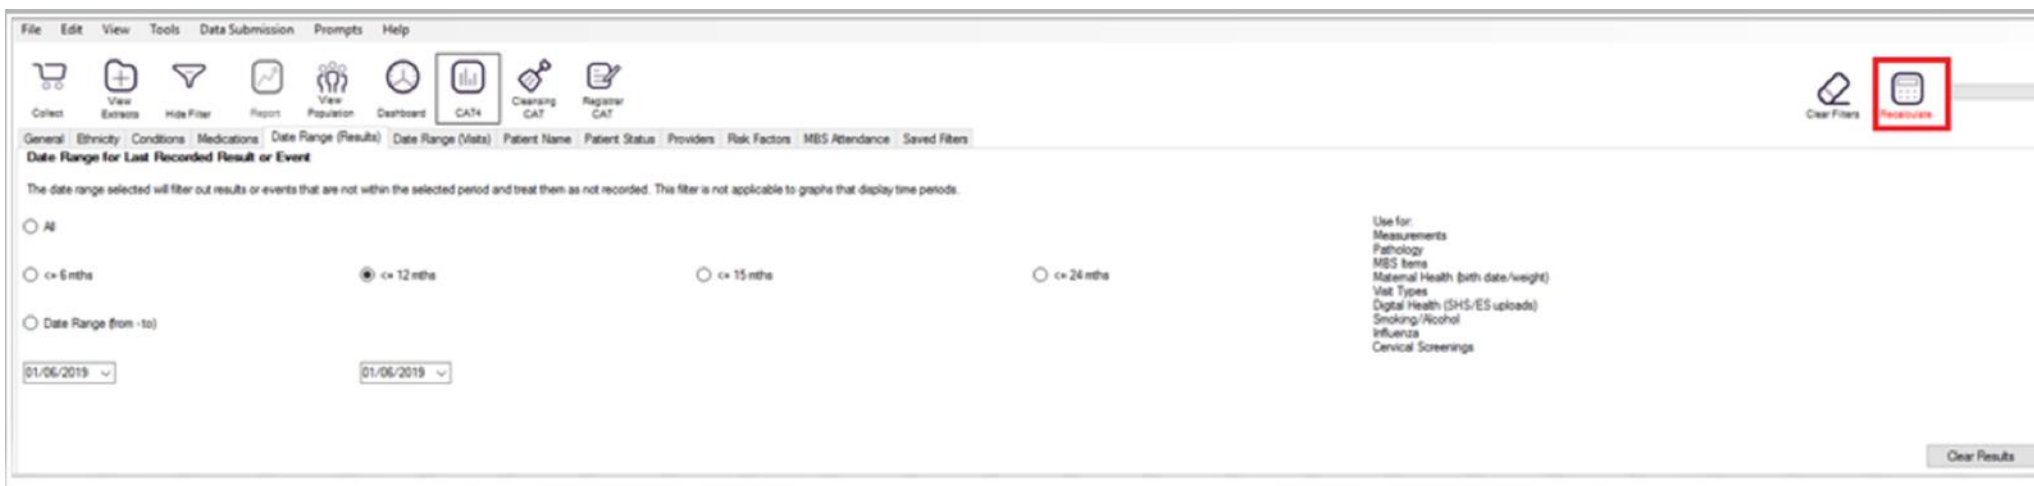 File Edit View Tools Data Submission Prompts Help
Collect View Extracts Hide Filter Report View Population Dashboard CAT4 Cleansing CAT Registrar CAT Clear Filters Recalculate
General Ethnicity Conditions Medications Date Range (Results) Date Range (Visits) Patient Name Patient Status Providers Risk Factors MBS Attendance Saved Filters
Date Range for Last Recorded Result or Event
The date range selected will filter out results or events that are not within the selected period and treat them as not recorded. This filter is not applicable to graphs that display time periods.
All
<= 6 mths <= 12 mths <= 15 mths <= 24 mths
Date Range (from - to)
01/06/2019 01/06/2019
Use for:
Measurements
Pathology
MBS Items
Maternal Health (birth date/weight)
Visit Types
Digital Health (SHS/ES uploads)
Smoking/Alcohol
Influenza
Cervical Screenings
Clear Results